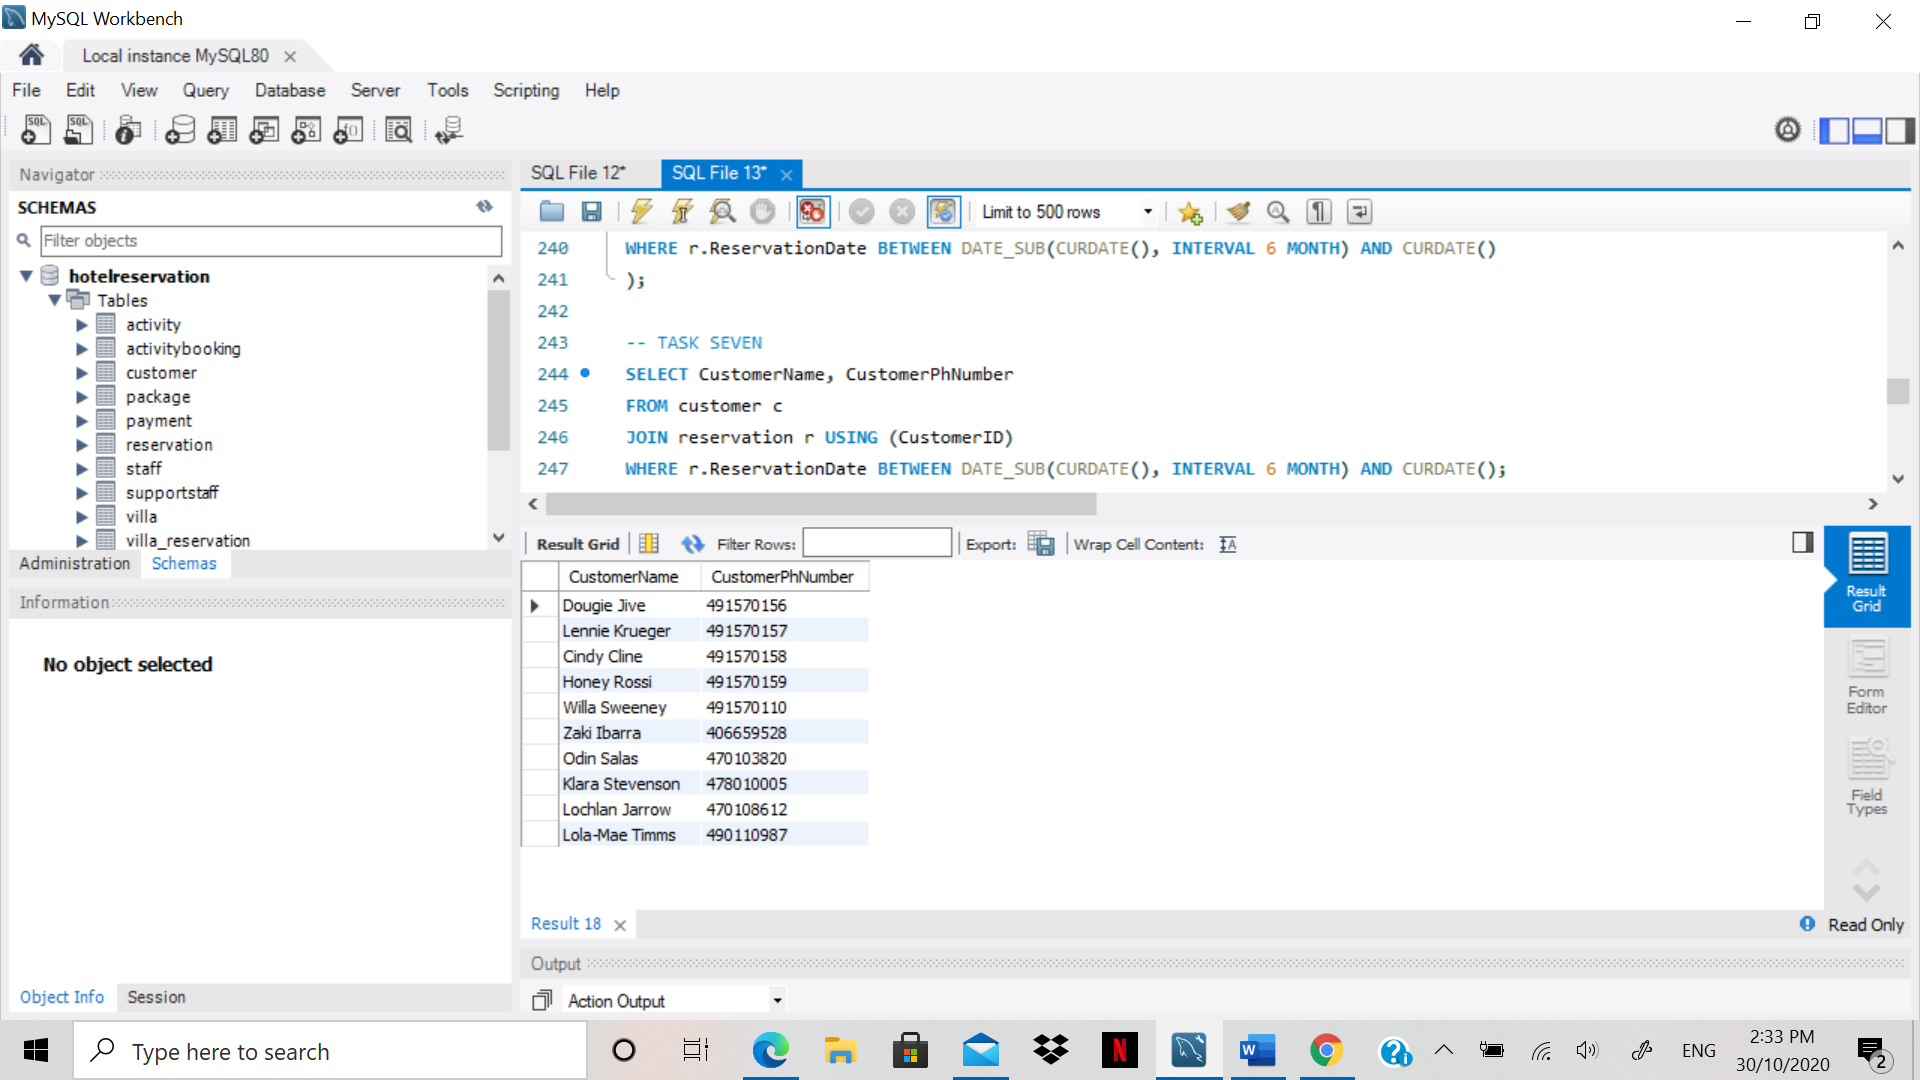 MySQL Workbench
Local instance MySQL80
File Edit View Query Database Server Tools Scripting Help
Navigator
SCHEMAS
Filter objects
hotelreservation
Tables
activity
activitybooking
customer
package
payment
reservation
staff
supportstaff
villa
villa_reservation
Administration Schemas
Information
No object selected
Object Info Session
SQL File 12* SQL File 13*
Limit to 500 rows
240 WHERE r.ReservationDate BETWEEN DATE_SUB(CURDATE(), INTERVAL 6 MONTH) AND CURDATE()
241 );
242
243 -- TASK SEVEN
244 SELECT CustomerName, CustomerPhNumber
245 FROM customer c
246 JOIN reservation r USING (CustomerID)
247 WHERE r.ReservationDate BETWEEN DATE_SUB(CURDATE(), INTERVAL 6 MONTH) AND CURDATE();
Result Grid Filter Rows: Export: Wrap Cell Content:
CustomerName CustomerPhNumber
Dougie Jive 491570156
Lennie Krueger 491570157
Cindy Cline 491570158
Honey Rossi 491570159
Willa Sweeney 491570110
Zaki Ibarra 406659528
Odin Salas 470103820
Klara Stevenson 478010005
Lochlan Jarrow 470108612
Lola-Mae Timms 490110987
Result
Grid
Form
Editor
Field
Types
Result 18
Read Only
Output
Action Output
Type here to search
ENG
2:33 PM
30/10/2020
2